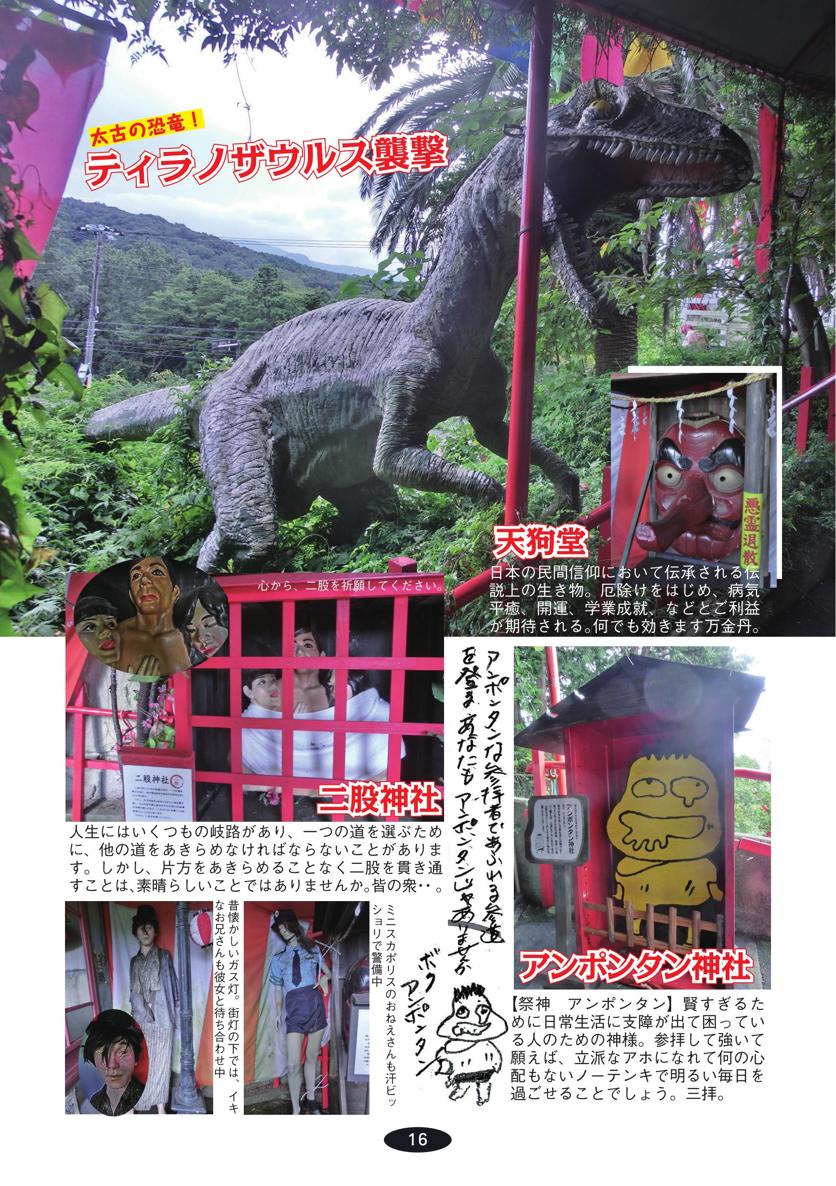 太古の恐竜！
ティラノザウルス襲撃
悪霊退散
天狗堂
日本の民間信仰において伝承される伝
説上の生き物。厄除けをはじめ、病気
平癒、開運、学業成就、などとご利益
が期待される。何でも効きます万金丹。
心から、二股を祈願してください。
二股神社
二股神社
人生にはいくつもの岐路があり、一つの道を選ぶため
に、他の道をあきらめなければならないことがありま
す。しかし、片方をあきらめることなく二股を貫き通
すことは、素晴らしいことではありませんか。皆の衆‥。
アンポンタンな参拝者であふれる参道
を登るあなたもアンポンタンじゃありませんか
ボクアンポンタン
アンポンタン神社
アンポンタン神社
【祭神　アンポンタン】賢すぎるた
めに日常生活に支障が出て困ってい
る人のための神様。参拝して強いて
願えば、立派なアホになれて何の心
配もないノーテンキで明るい毎日を
過ごせることでしょう。三拝。
ミニスカポリスのおねえさんも汗ビッ
ショリで警備中
昔懐かしいガス灯。街灯の下では、イキ
なお兄さんも彼女と待ち合わせ中
16